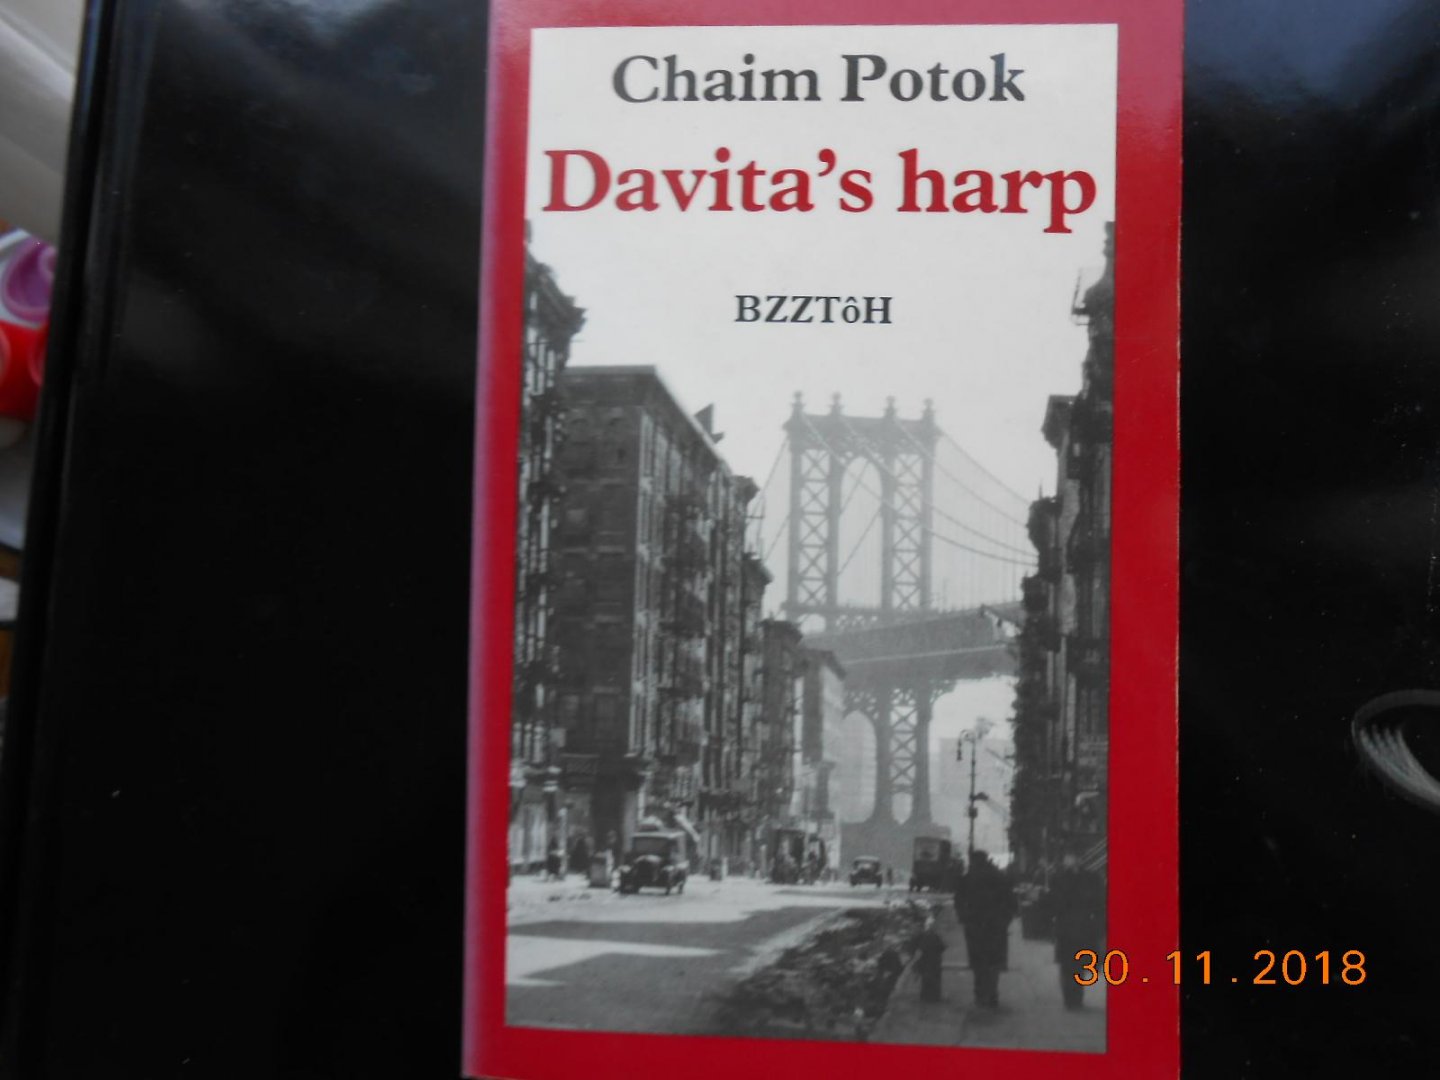 Chaim Potok
Davita's harp
BZZTôH
30.11.2018